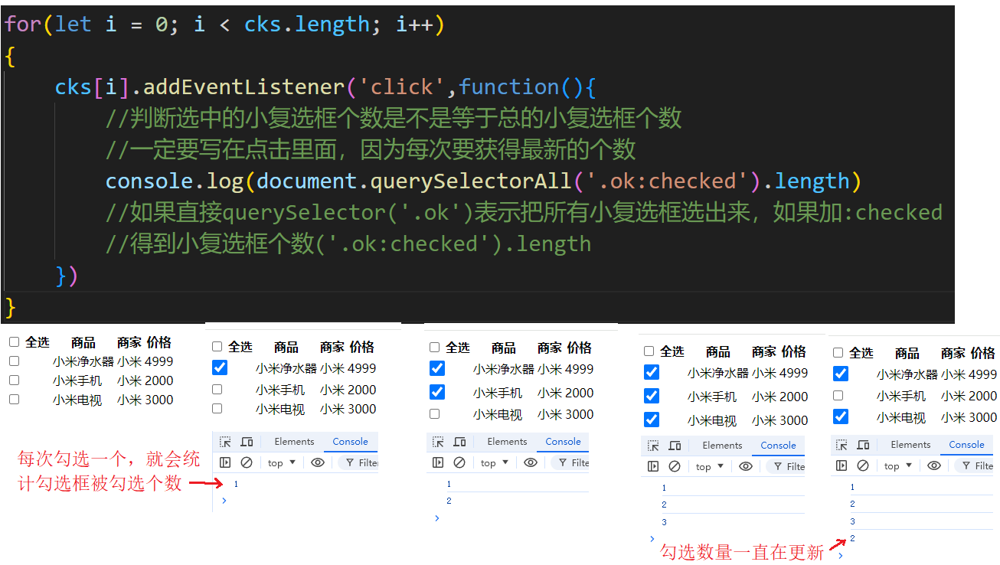 for(let i = 0; i < cks.length; i++)
{
cks[i].addEventListener('click',function(){
//判断选中的小复选框个数是不是等于总的小复选框个数
//一定要写在点击里面，因为每次要获得最新的个数
console.log(document.querySelectorAll('.ok:checked').length)
//如果直接querySelector('.ok')表示把所有小复选框选出来，如果加:checked
//得到小复选框个数('.ok:checked').length
})
}
全选 商品 商家 价格
小米净水器 小米 4999
小米手机 小米 2000
小米电视 小米 3000
每次勾选一个，就会统
计勾选框被勾选个数
全选 商品 商家 价格
小米净水器 小米 4999
小米手机 小米 2000
小米电视 小米 3000
Elements Console
top Filte
1
全选 商品 商家 价格
小米净水器 小米 4999
小米手机 小米 2000
小米电视 小米 3000
Elements Console
top Filte
1
2
全选 商品 商家 价格
小米净水器 小米 4999
小米手机 小米 2000
小米电视 小米 3000
Elements Console
top Filte
1
2
3
勾选数量一直在更新
全选 商品 商家 价格
小米净水器 小米 4999
小米手机 小米 2000
小米电视 小米 3000
Elements Console
top Filte
1
2
3
2